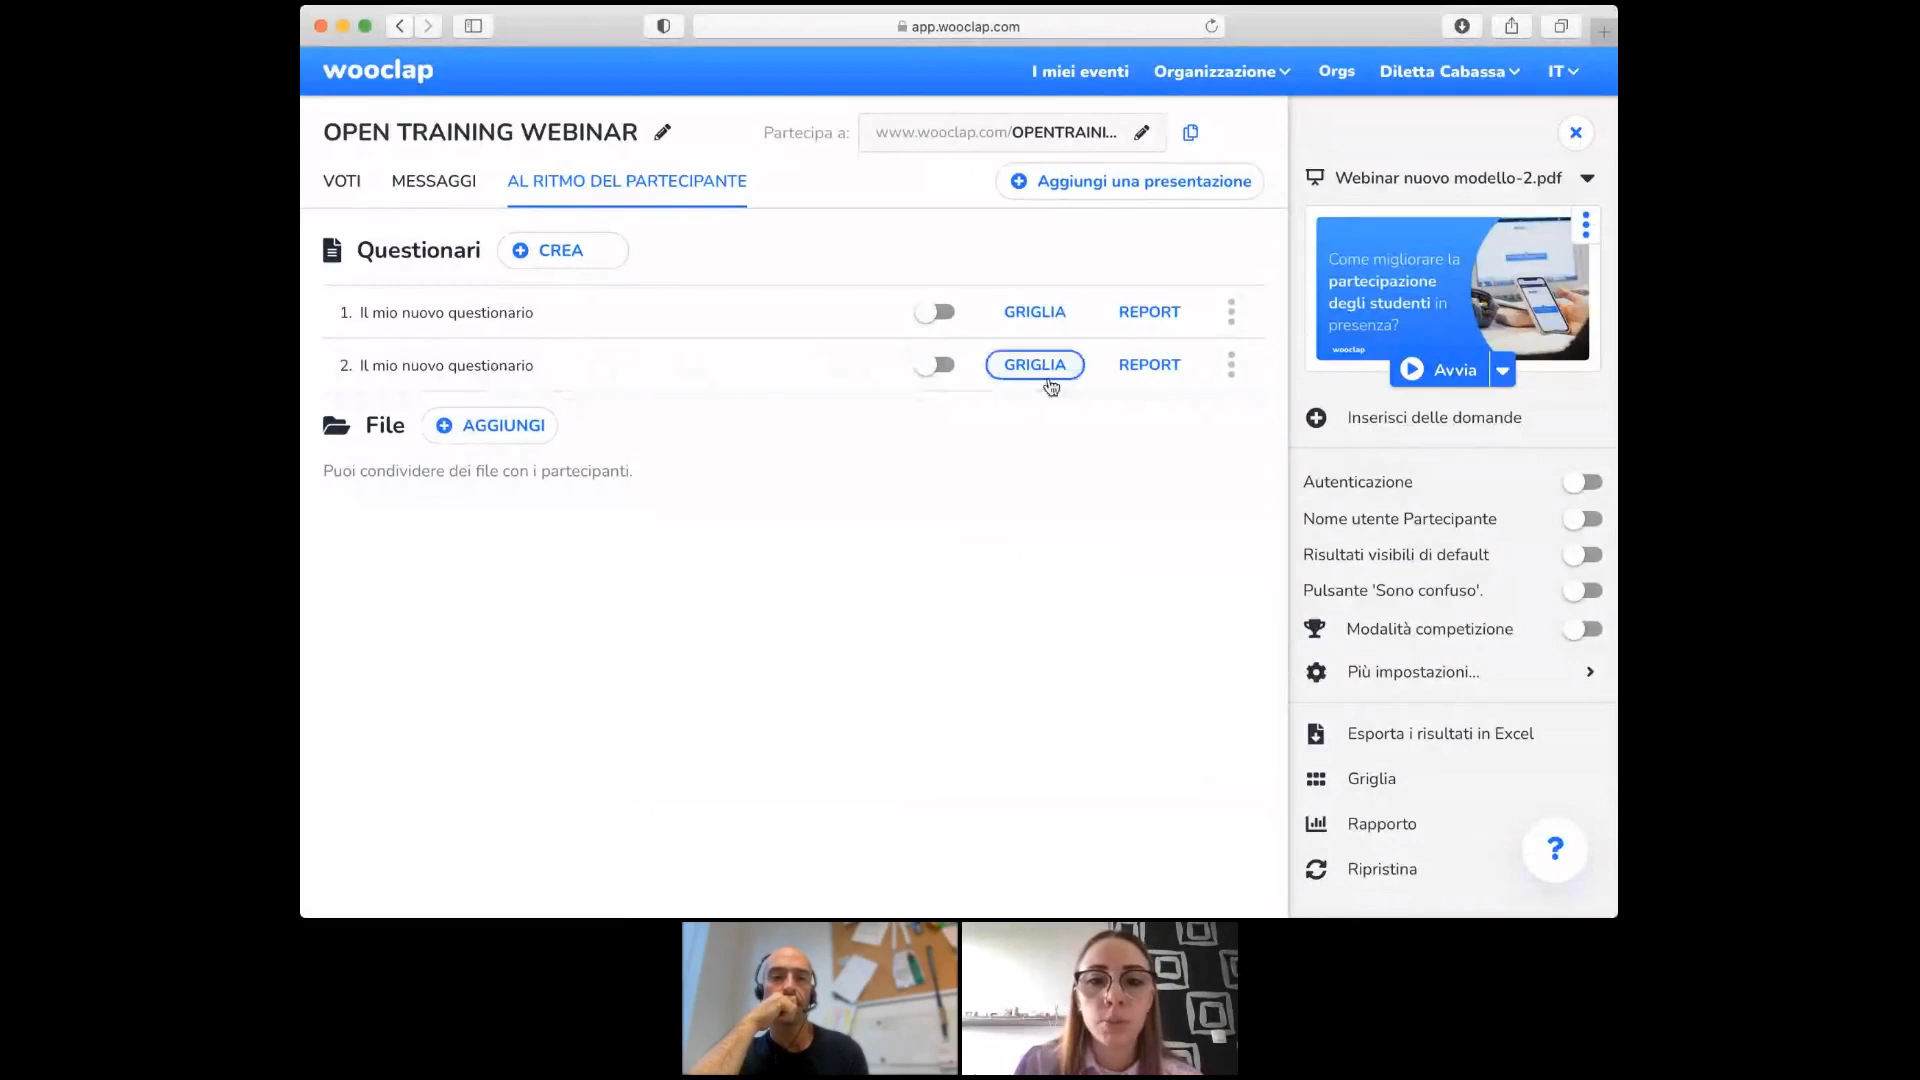 app.wooclap.com
wooclap
I miei eventi
Organizzazione
Orgs
Diletta Cabassa
IT
OPEN TRAINING WEBINAR
Partecipa a:
www.wooclap.com/OPENTRAINI...
VOTI
MESSAGGI
AL RITMO DEL PARTECIPANTE
Aggiungi una presentazione
Questionari
CREA
1. Il mio nuovo questionario
GRIGLIA
REPORT
2. Il mio nuovo questionario
GRIGLIA
REPORT
File
AGGIUNGI
Puoi condividere dei file con i partecipanti.
Webinar nuovo modello-2.pdf
Come migliorare la
partecipazione
degli studenti in
presenza?
wooclap
Avvia
Inserisci delle domande
Autenticazione
Nome utente Partecipante
Risultati visibili di default
Pulsante 'Sono confuso'.
Modalità competizione
Più impostazioni...
Esporta i risultati in Excel
Griglia
Rapporto
Ripristina
?